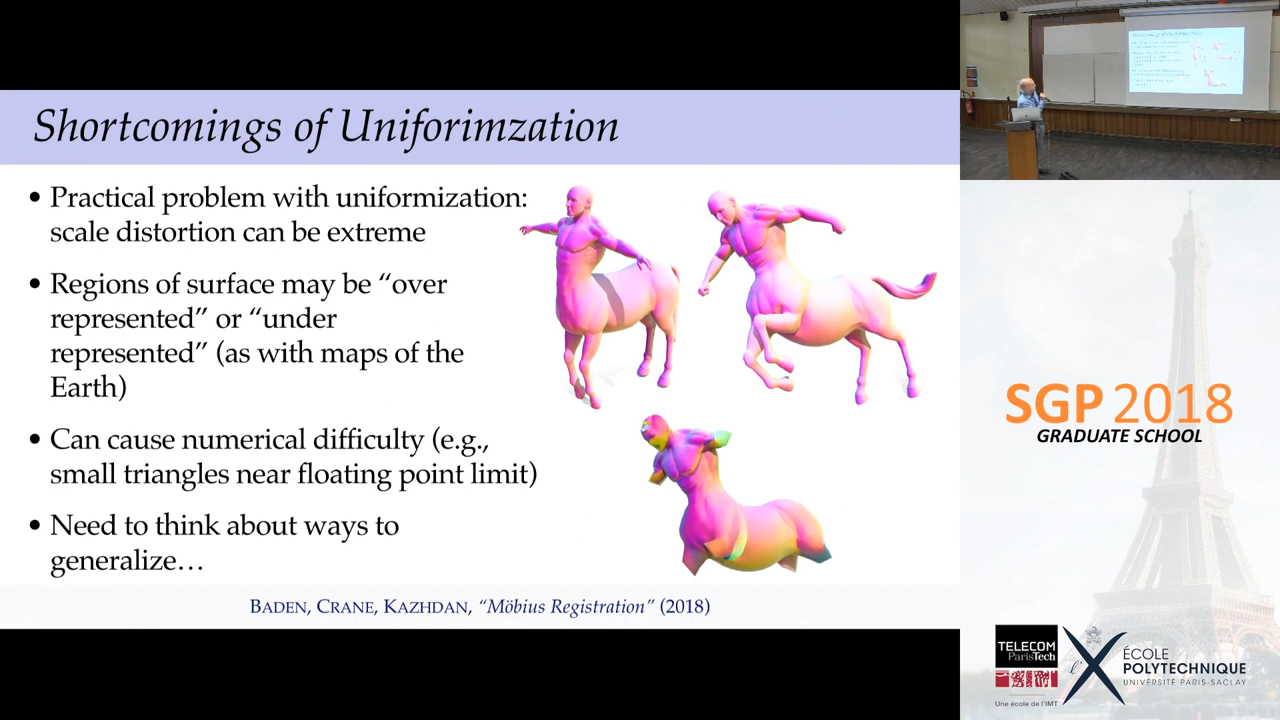 Shortcomings of Uniforimzation
• Practical problem with uniformization:
scale distortion can be extreme
• Regions of surface may be “over
represented” or “under
represented” (as with maps of the
Earth)
• Can cause numerical difficulty (e.g.,
small triangles near floating point limit)
• Need to think about ways to
generalize…
BADEN, CRANE, KAZHDAN, “Möbius Registration” (2018)
SGP 2018
GRADUATE SCHOOL
TELECOM
ParisTech
Une école de l'IMT
l'X
ÉCOLE
POLYTECHNIQUE
UNIVERSITÉ PARIS-SACLAY